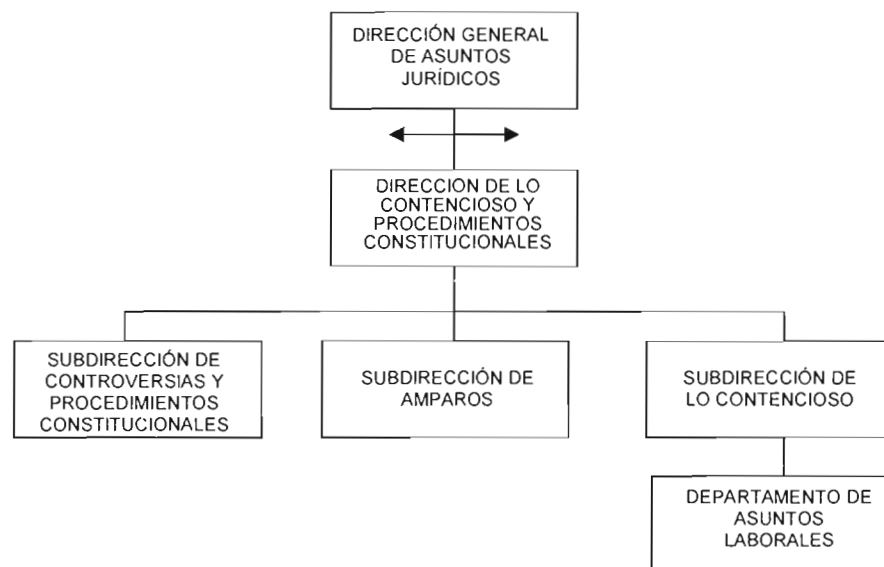 DIRECCIÓN GENERAL
DE ASUNTOS
JURÍDICOS
DIRECCION DE LO
CONTENCIOSO Y
PROCEDIMIENTOS
CONSTITUCIONALES
SUBDIRECCIÓN DE
CONTROVERSIAS Y
PROCEDIMIENTOS
CONSTITUCIONALES
SUBDIRECCIÓN DE
AMPAROS
SUBDIRECCIÓN DE
LO CONTENCIOSO
DEPARTAMENTO DE
ASUNTOS
LABORALES